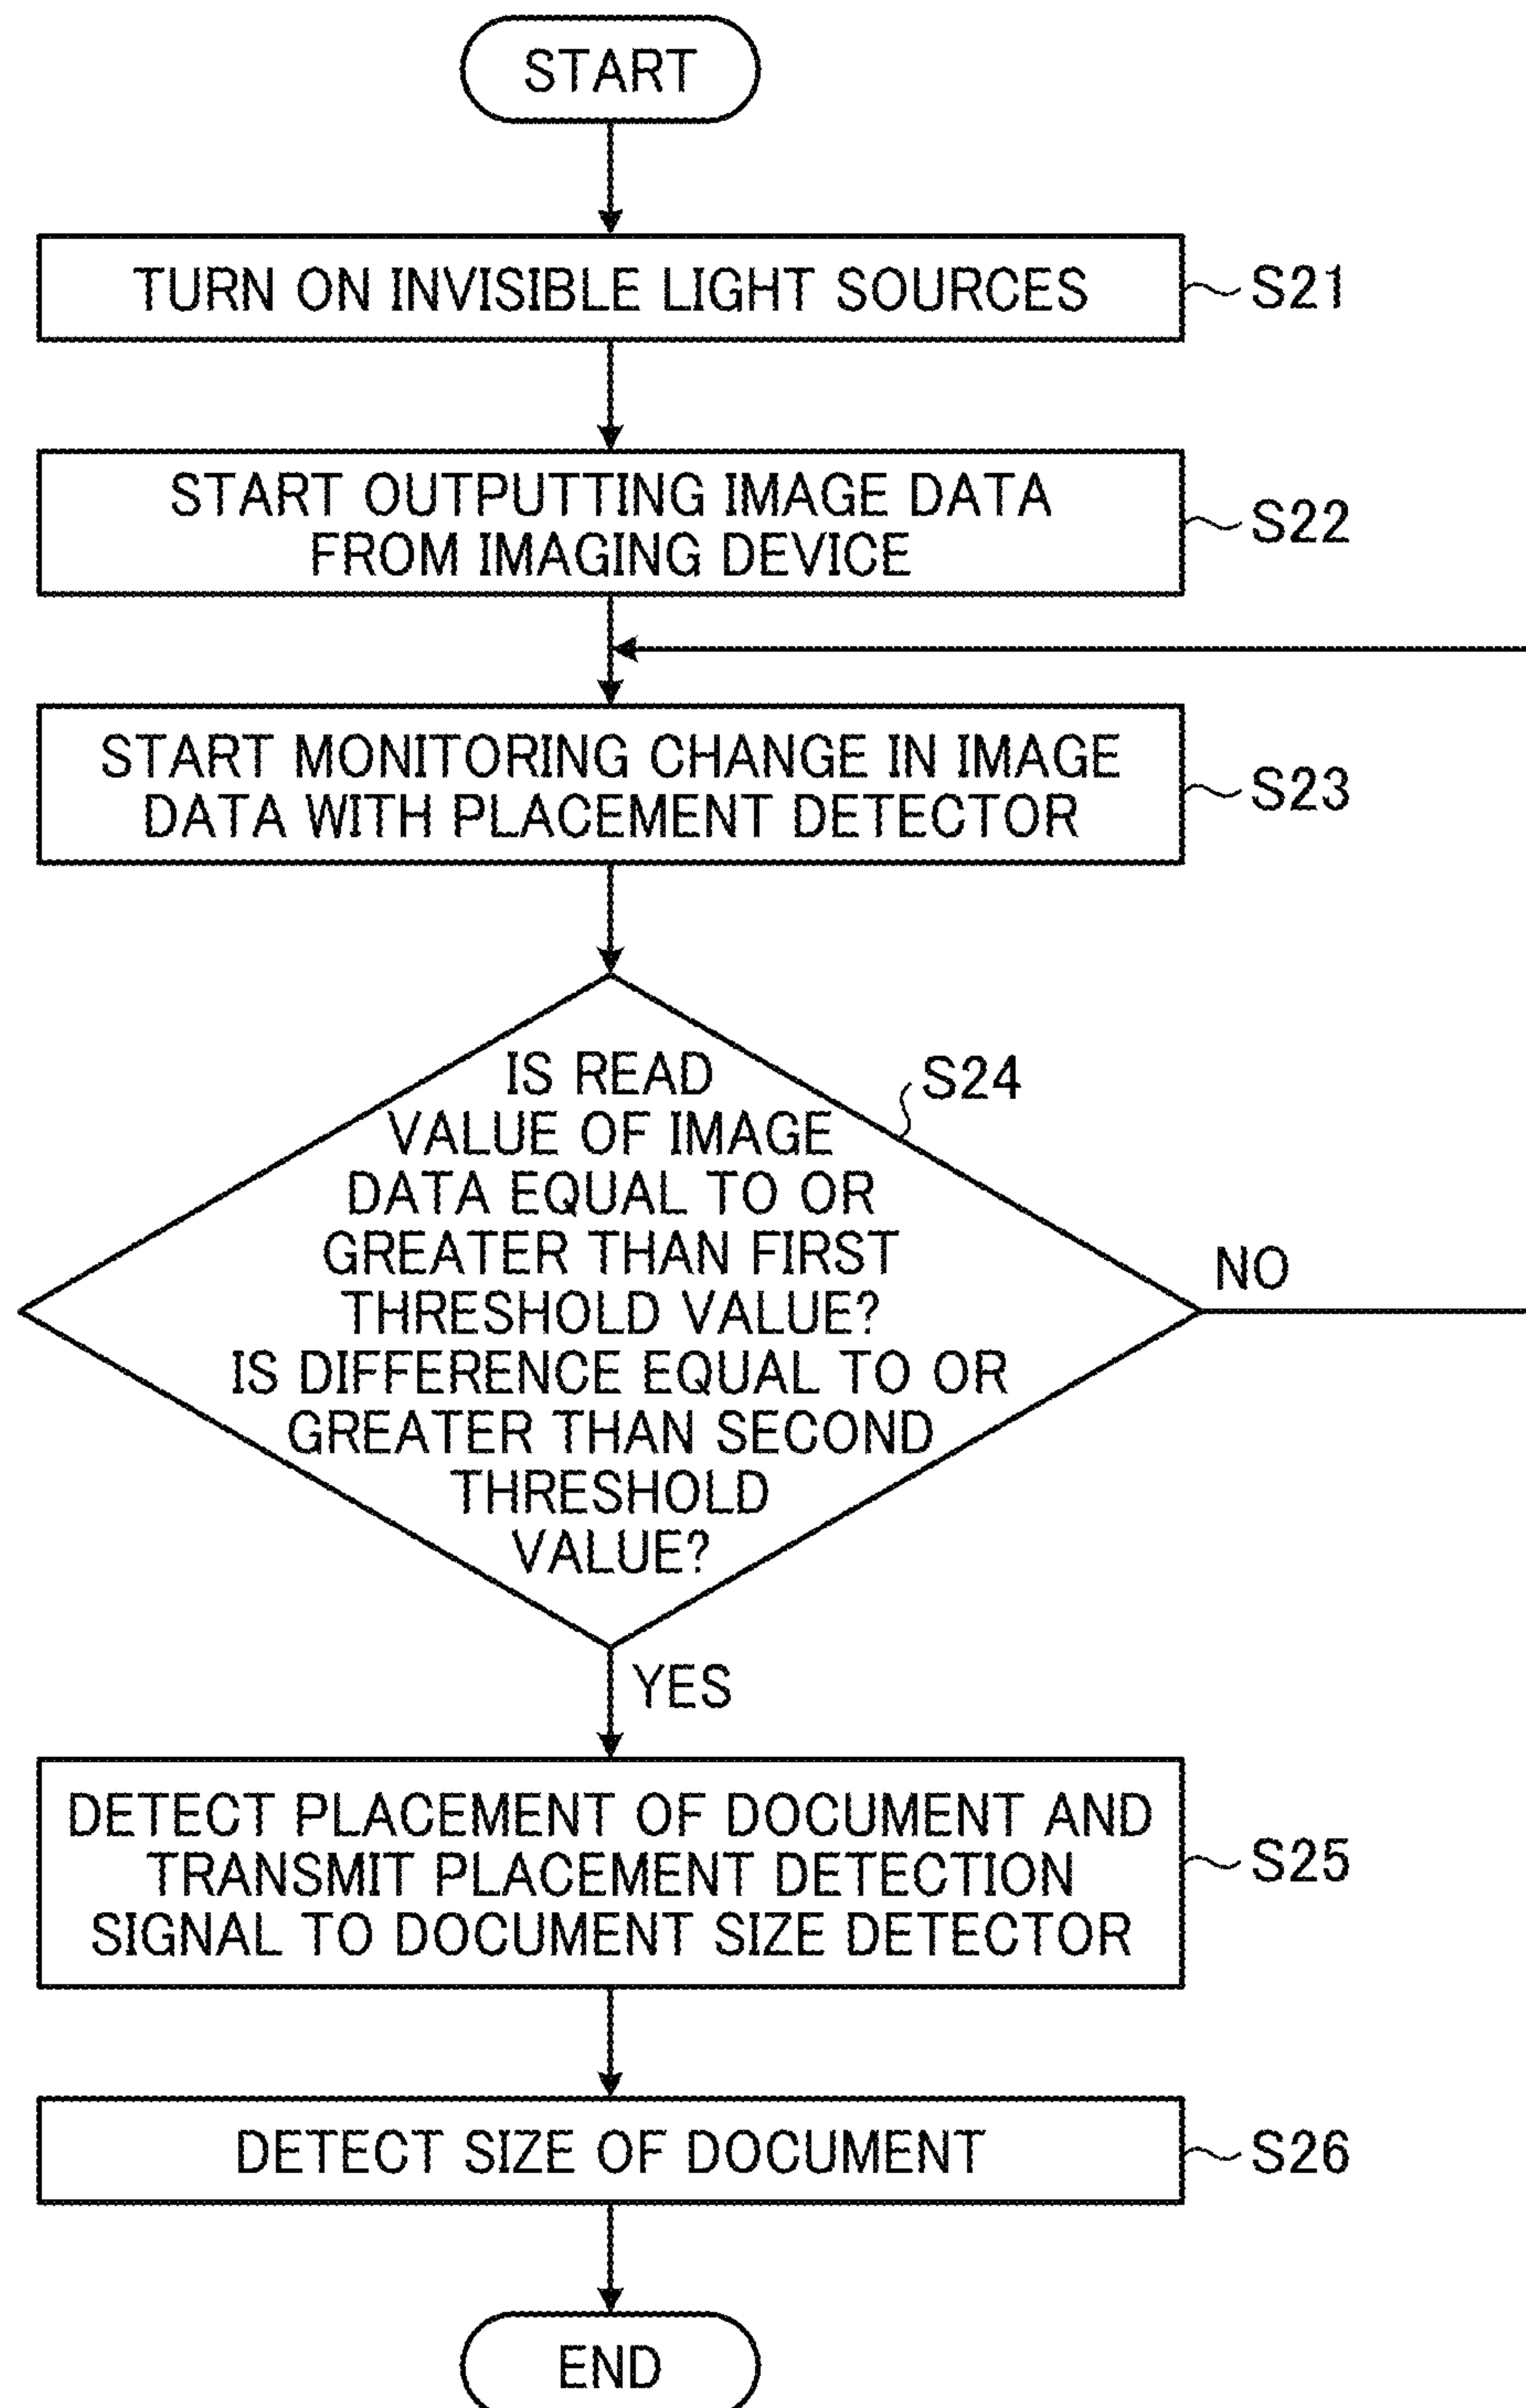 START
TURN ON INVISIBLE LIGHT SOURCES
S21
START OUTPUTTING IMAGE DATA
FROM IMAGING DEVICE
S22
START MONITORING CHANGE IN IMAGE
DATA WITH PLACEMENT DETECTOR
S23
IS READ
VALUE OF IMAGE
DATA EQUAL TO OR
GREATER THAN FIRST
THRESHOLD VALUE?
IS DIFFERENCE EQUAL TO OR
GREATER THAN SECOND
THRESHOLD
VALUE?
S24
NO
YES
DETECT PLACEMENT OF DOCUMENT AND
TRANSMIT PLACEMENT DETECTION
SIGNAL TO DOCUMENT SIZE DETECTOR
S25
DETECT SIZE OF DOCUMENT
S26
END